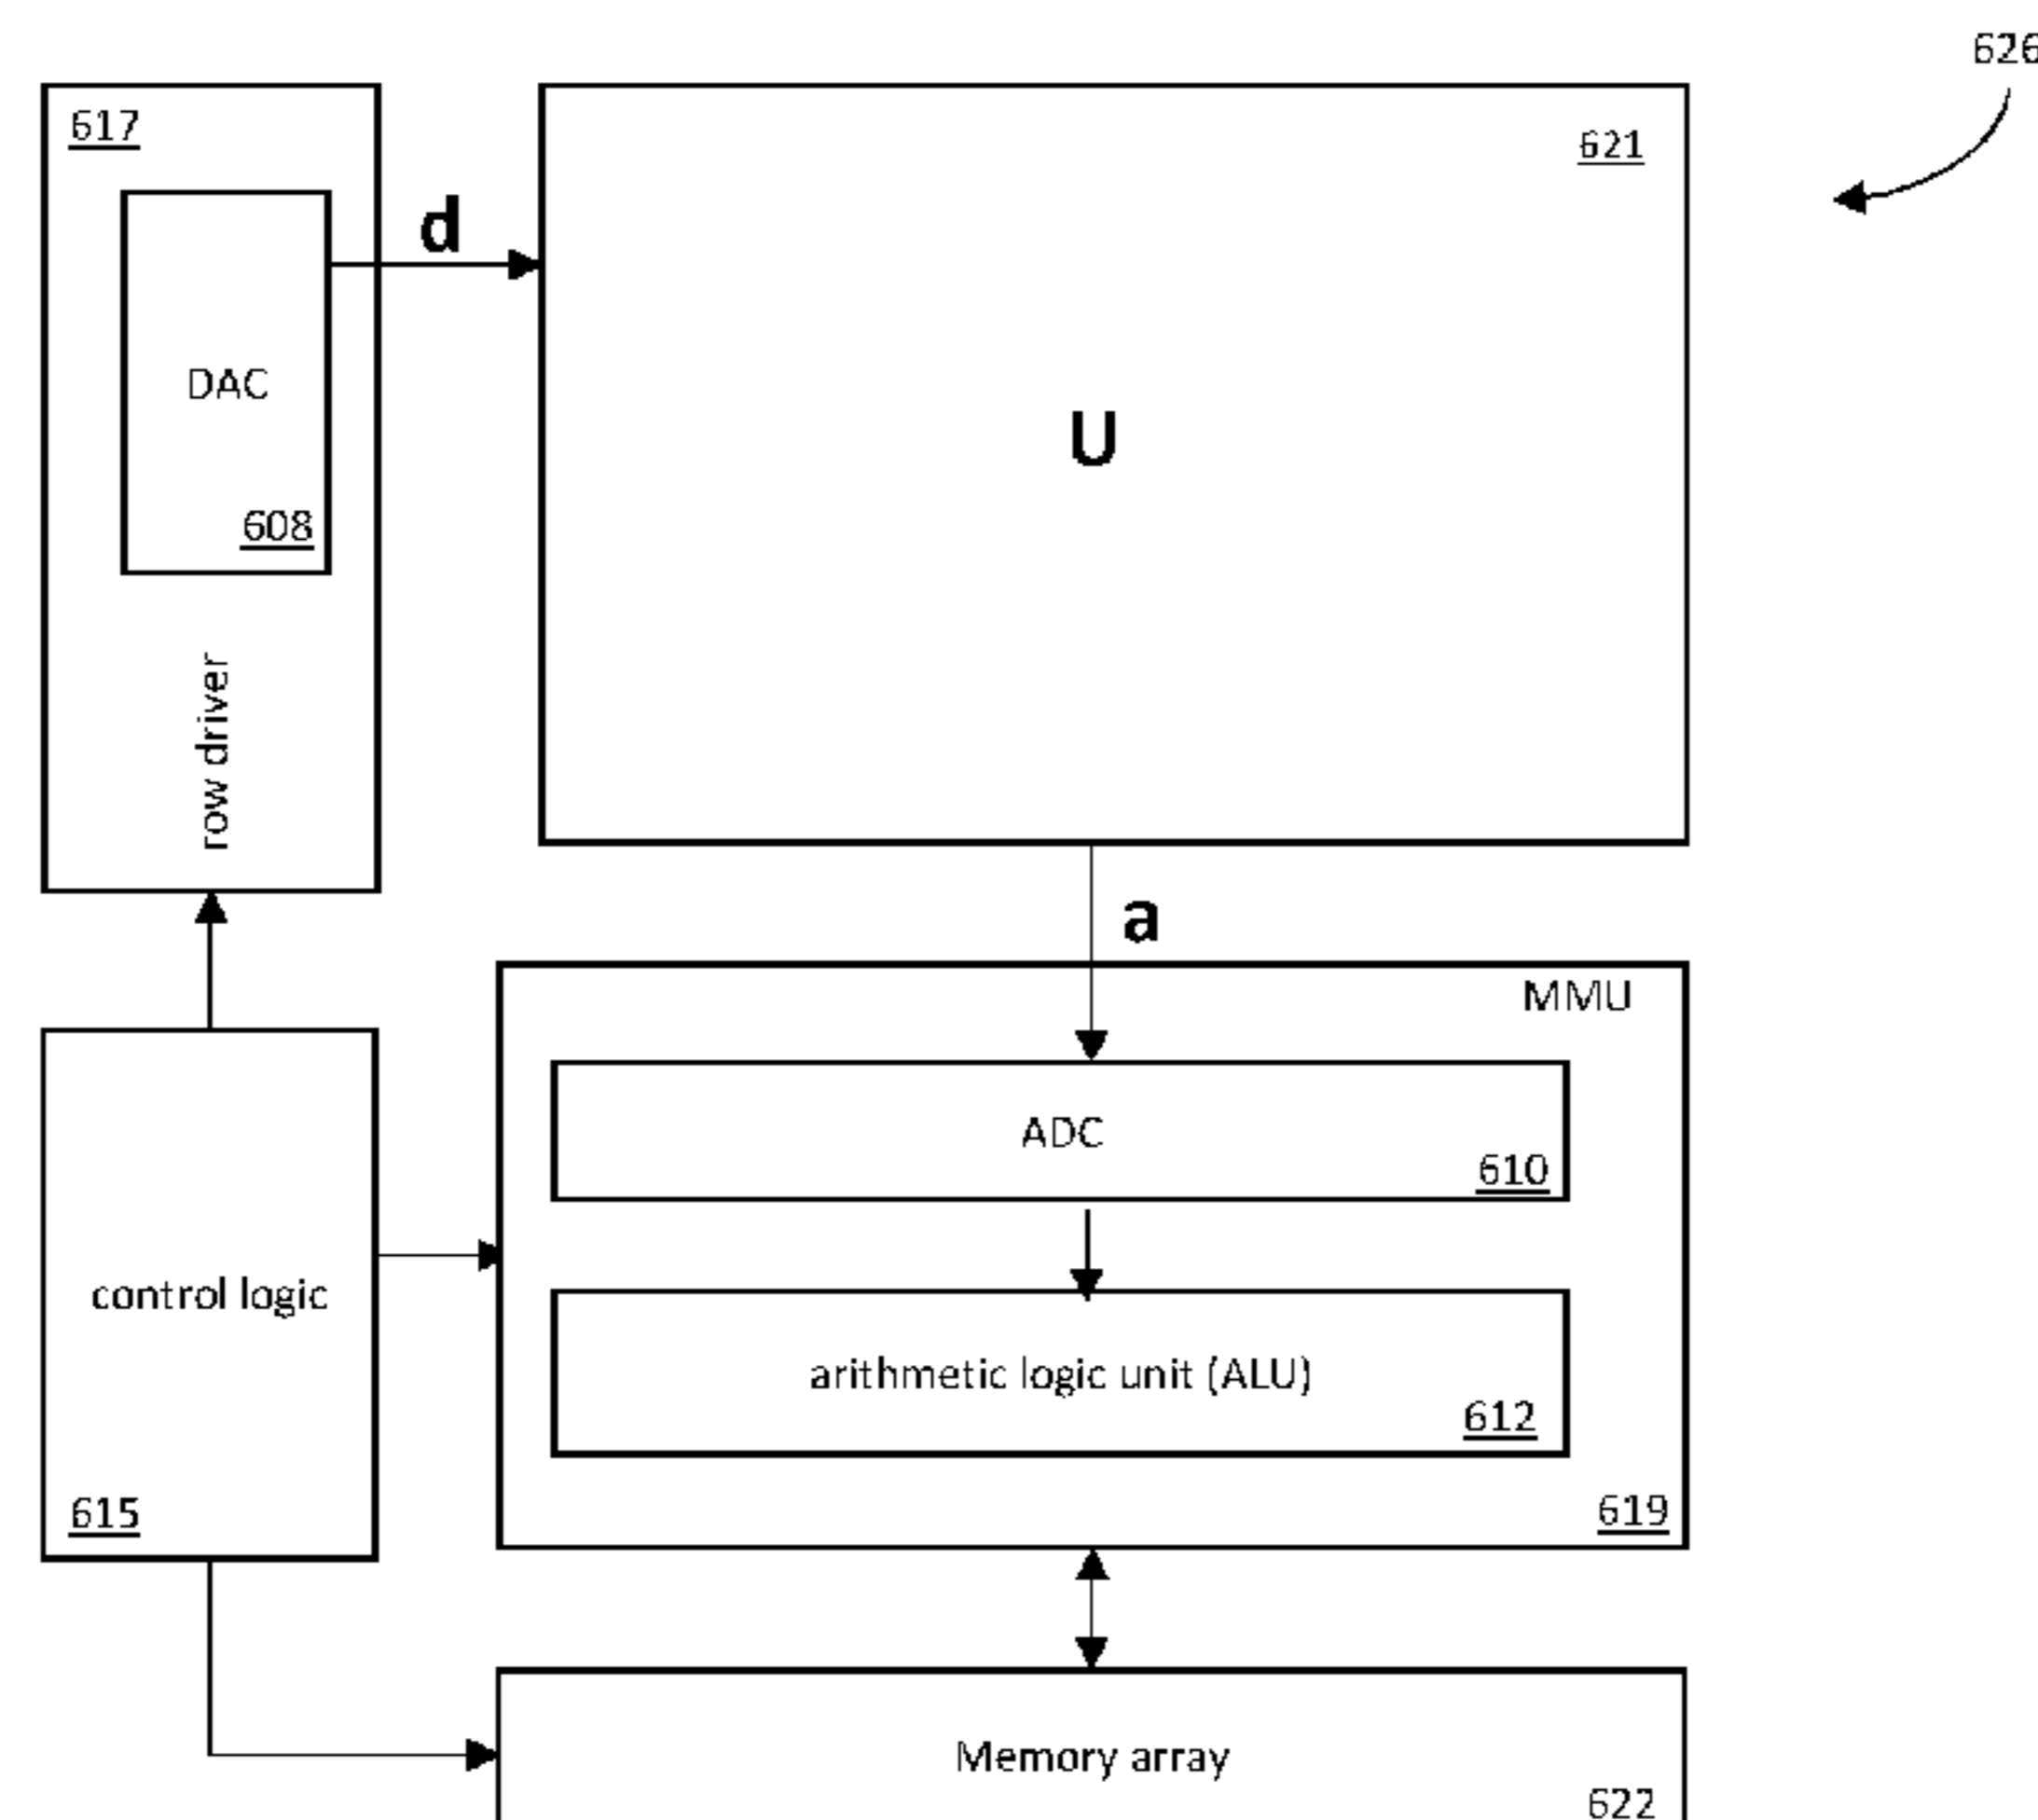 626
617
621
d
DAC
U
608
row driver
a
MMU
ADC
610
control logic
arithmetic logic unit (ALU)
612
615
619
Memory array
622